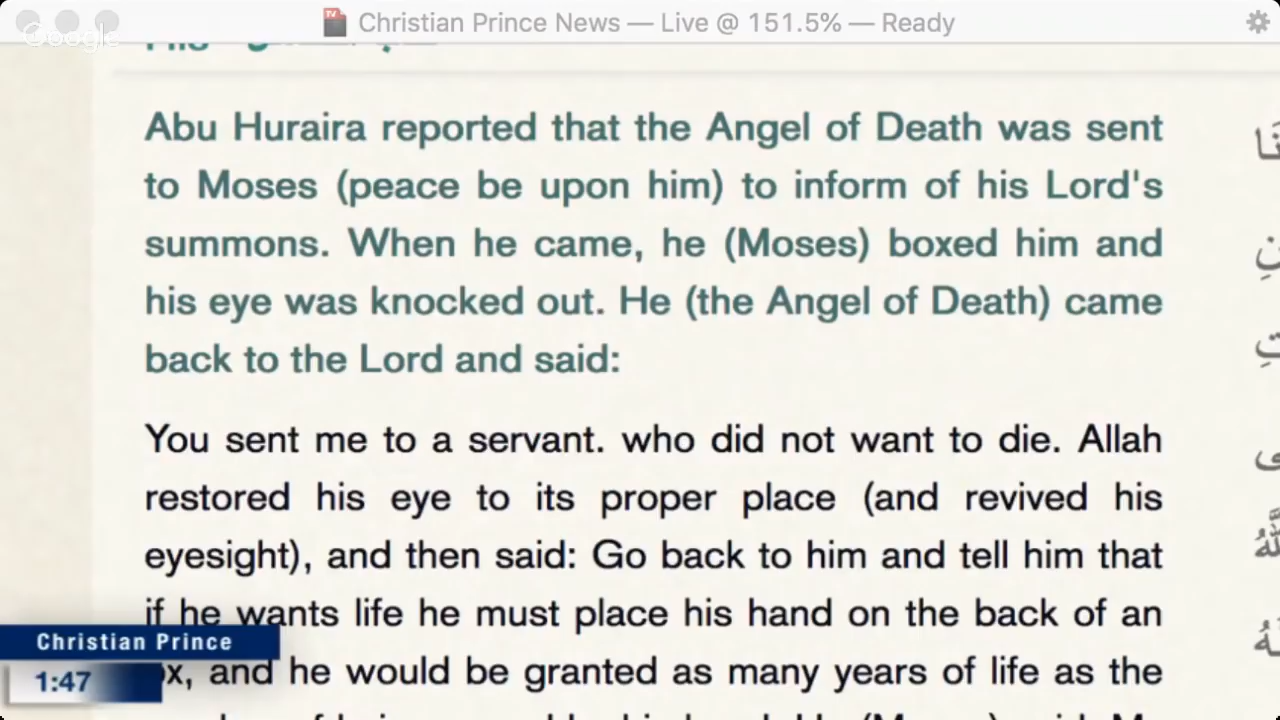 Christian Prince News — Live @ 151.5% — Ready
Google
Abu Huraira reported that the Angel of Death was sent
to Moses (peace be upon him) to inform of his Lord's
summons. When he came, he (Moses) boxed him and
his eye was knocked out. He (the Angel of Death) came
back to the Lord and said:
You sent me to a servant. who did not want to die. Allah
restored his eye to its proper place (and revived his
eyesight), and then said: Go back to him and tell him that
if he wants life he must place his hand on the back of an
ox, and he would be granted as many years of life as the
Christian Prince
1:47